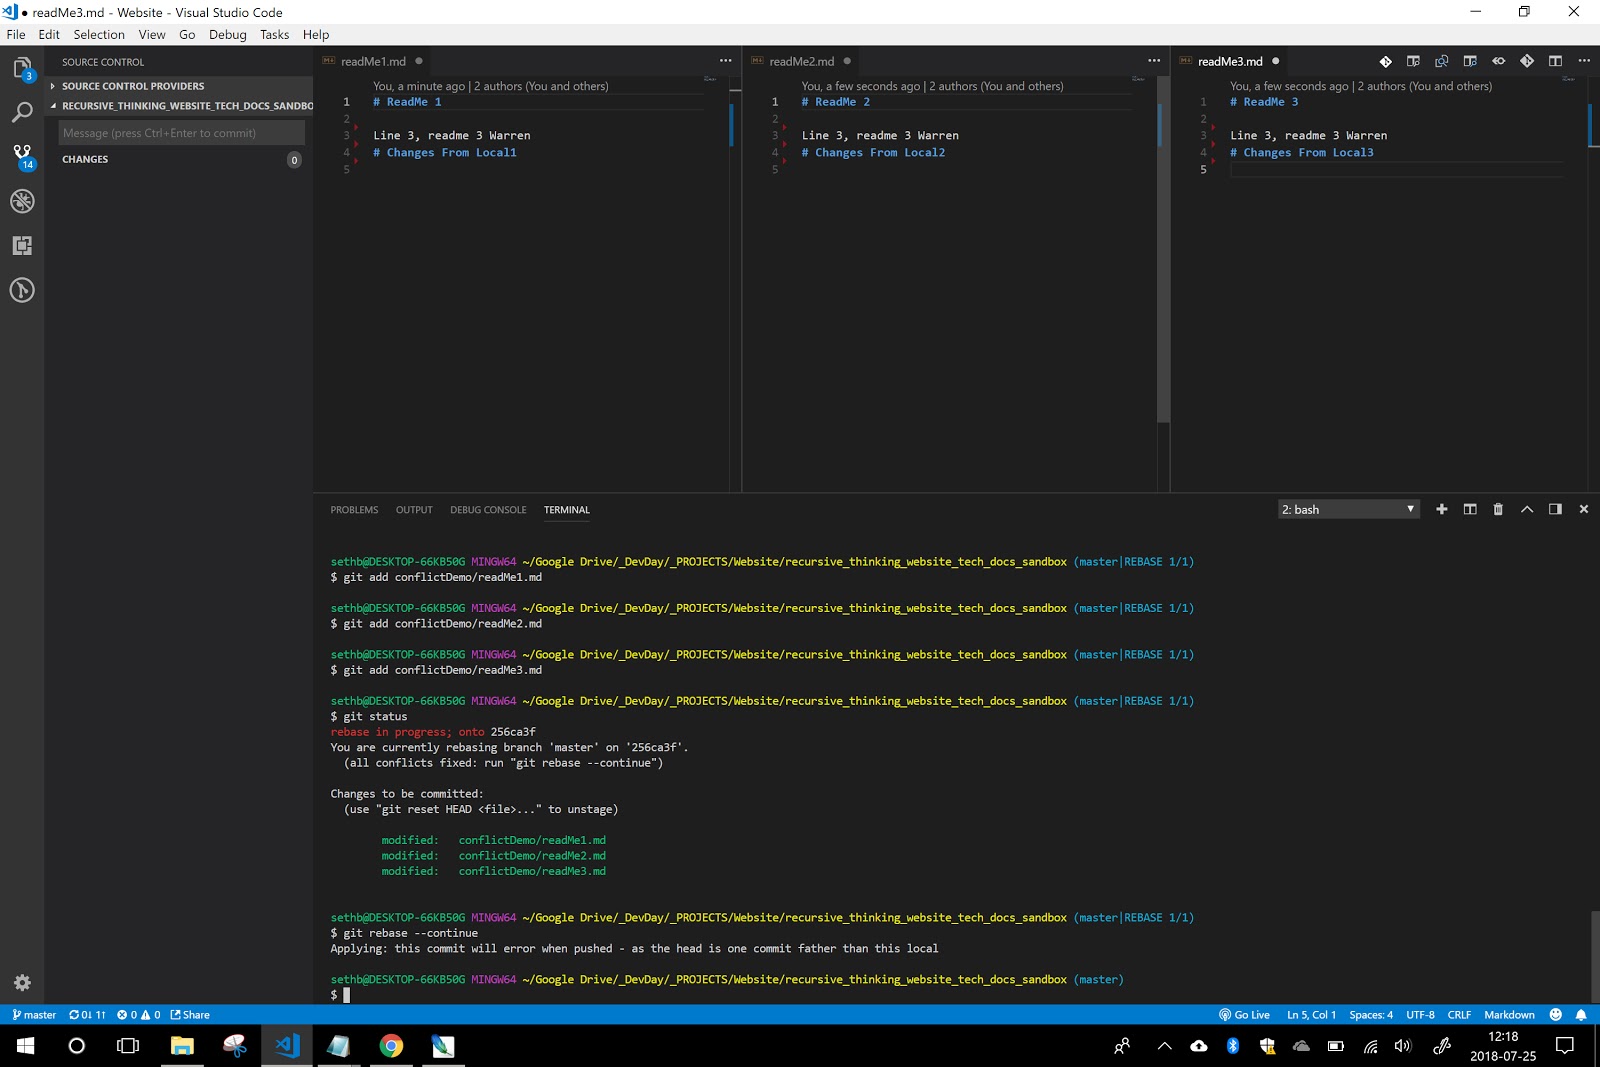 ● readMe3.md - Website - Visual Studio Code
File Edit Selection View Go Debug Tasks Help
3
14
SOURCE CONTROL
SOURCE CONTROL PROVIDERS
RECURSIVE_THINKING_WEBSITE_TECH_DOCS_SANDBO
Message (press Ctrl+Enter to commit)
CHANGES 0
readMe1.md
You, a minute ago | 2 authors (You and others)
1 # ReadMe 1
2
3 Line 3, readme 3 Warren
4 # Changes From Local1
5
readMe2.md
You, a few seconds ago | 2 authors (You and others)
1 # ReadMe 2
2
3 Line 3, readme 3 Warren
4 # Changes From Local2
5
readMe3.md
You, a few seconds ago | 2 authors (You and others)
1 # ReadMe 3
2
3 Line 3, readme 3 Warren
4 # Changes From Local3
5
PROBLEMS OUTPUT DEBUG CONSOLE TERMINAL
2: bash
sethb@DESKTOP-66KB50G MINGW64 ~/Google Drive/_DevDay/_PROJECTS/Website/recursive_thinking_website_tech_docs_sandbox (master|REBASE 1/1)
$ git add conflictDemo/readMe1.md
sethb@DESKTOP-66KB50G MINGW64 ~/Google Drive/_DevDay/_PROJECTS/Website/recursive_thinking_website_tech_docs_sandbox (master|REBASE 1/1)
$ git add conflictDemo/readMe2.md
sethb@DESKTOP-66KB50G MINGW64 ~/Google Drive/_DevDay/_PROJECTS/Website/recursive_thinking_website_tech_docs_sandbox (master|REBASE 1/1)
$ git add conflictDemo/readMe3.md
sethb@DESKTOP-66KB50G MINGW64 ~/Google Drive/_DevDay/_PROJECTS/Website/recursive_thinking_website_tech_docs_sandbox (master|REBASE 1/1)
$ git status
rebase in progress; onto 256ca3f
You are currently rebasing branch 'master' on '256ca3f'.
(all conflicts fixed: run "git rebase --continue")
Changes to be committed:
(use "git reset HEAD <file>..." to unstage)
modified: conflictDemo/readMe1.md
modified: conflictDemo/readMe2.md
modified: conflictDemo/readMe3.md
sethb@DESKTOP-66KB50G MINGW64 ~/Google Drive/_DevDay/_PROJECTS/Website/recursive_thinking_website_tech_docs_sandbox (master|REBASE 1/1)
$ git rebase --continue
Applying: this commit will error when pushed - as the head is one commit father than this local
sethb@DESKTOP-66KB50G MINGW64 ~/Google Drive/_DevDay/_PROJECTS/Website/recursive_thinking_website_tech_docs_sandbox (master)
$
master 0↓ 1↑ 0 0 Share Go Live Ln 5, Col 1 Spaces: 4 UTF-8 CRLF Markdown
12:18
2018-07-25